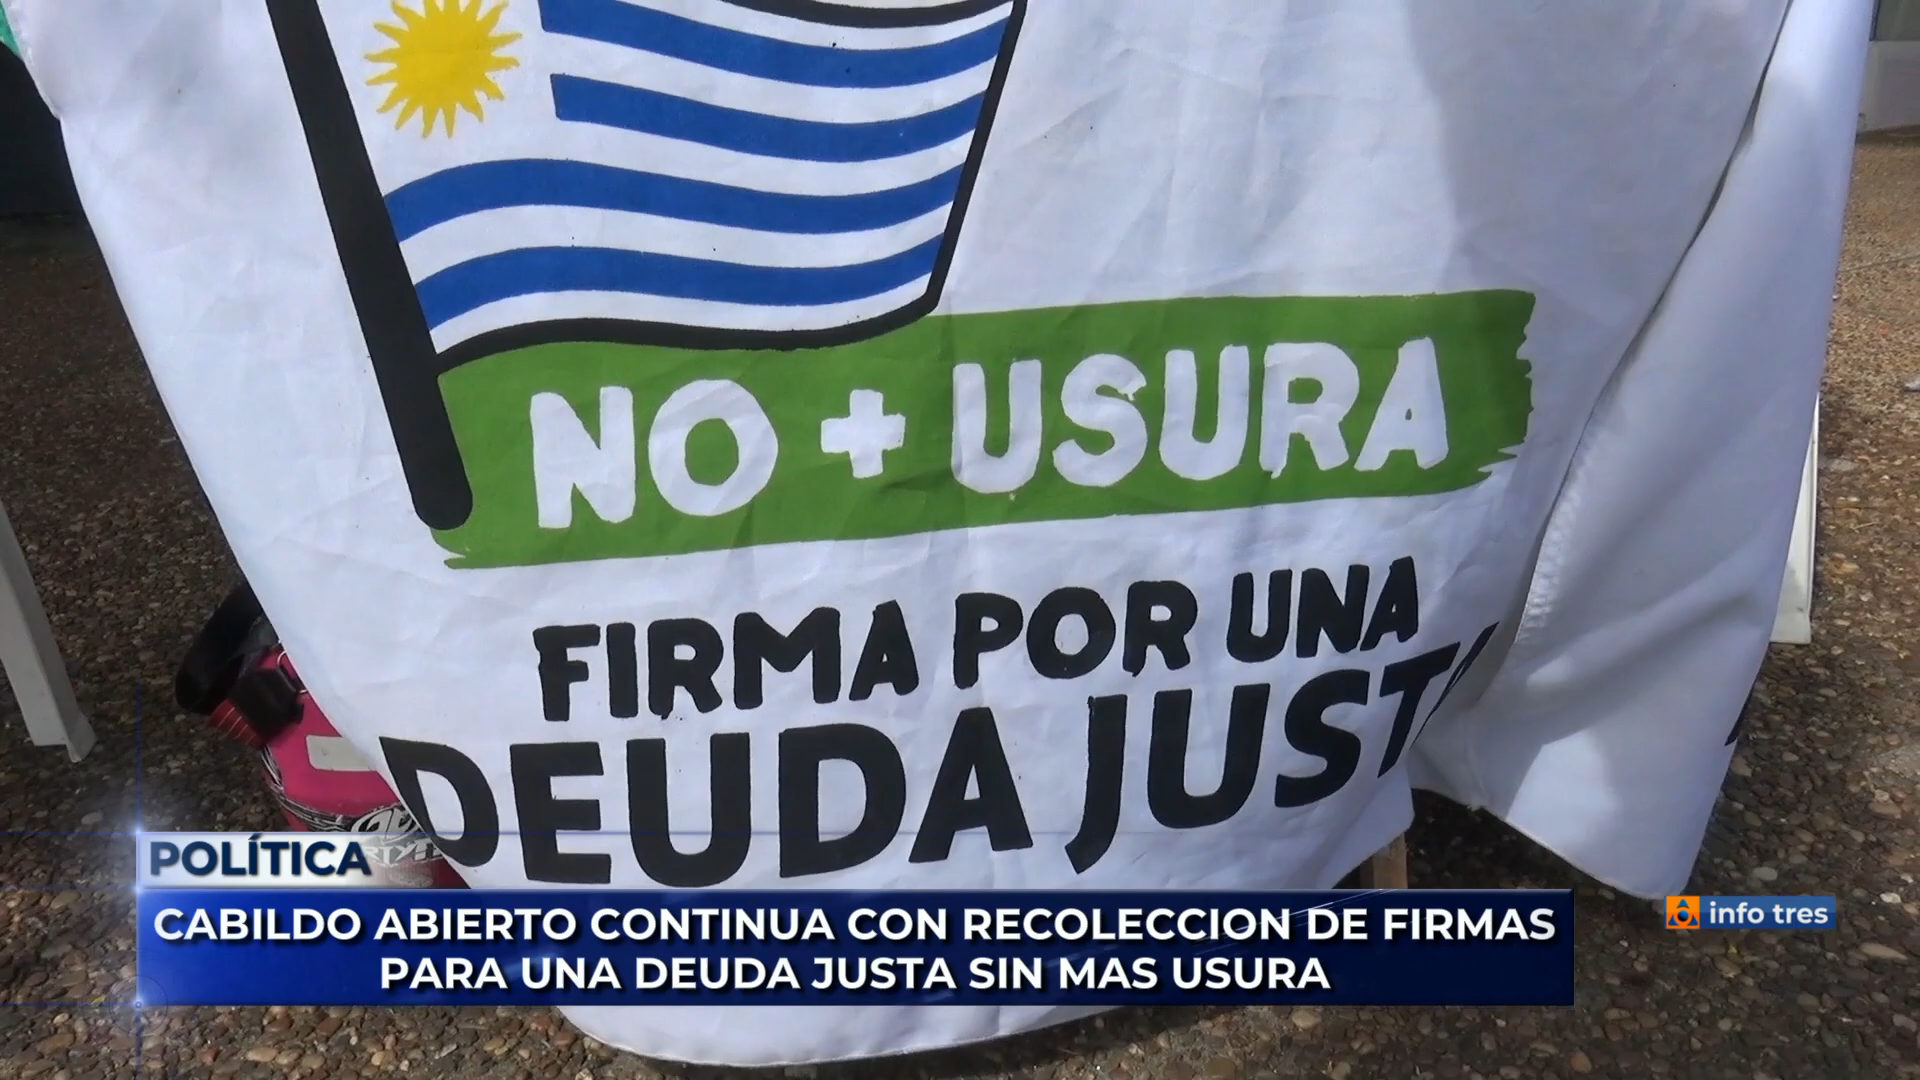 NO + USURA
FIRMA POR UNA
DEUDA JUSTA
POLÍTICA
CABILDO ABIERTO CONTINUA CON RECOLECCION DE FIRMAS
PARA UNA DEUDA JUSTA SIN MAS USURA
info tres